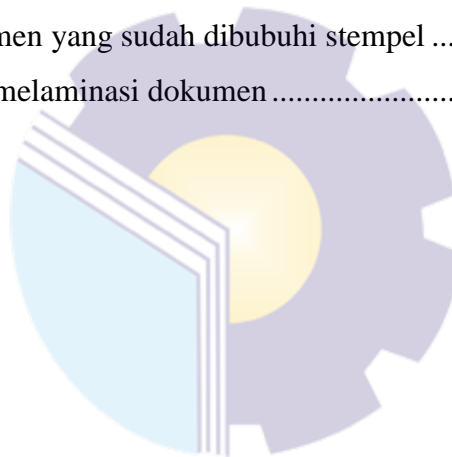 men yang sudah dibubuhi stempel ...
melaminasi dokumen .......................